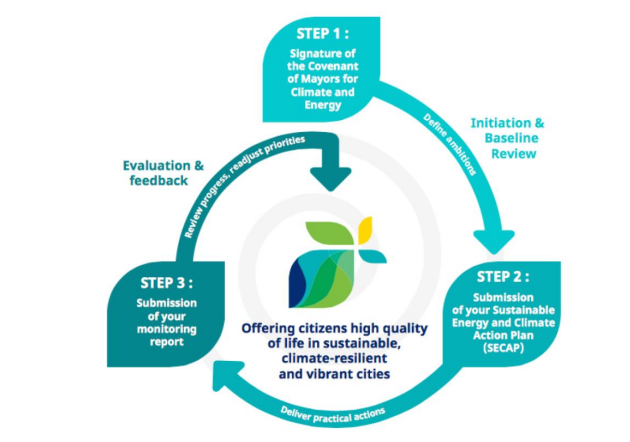 STEP 1 :
Signature of
the Covenant
of Mayors for
Climate and
Energy
Define ambitions
Initiation &
Baseline
Review
STEP 2 :
Submission
of your Sustainable
Energy and Climate
Action Plan
(SECAP)
Deliver practical actions
STEP 3 :
Submission
of your
monitoring
report
Review progress, readjust priorities
Evaluation &
feedback
Offering citizens high quality
of life in sustainable,
climate-resilient
and vibrant cities